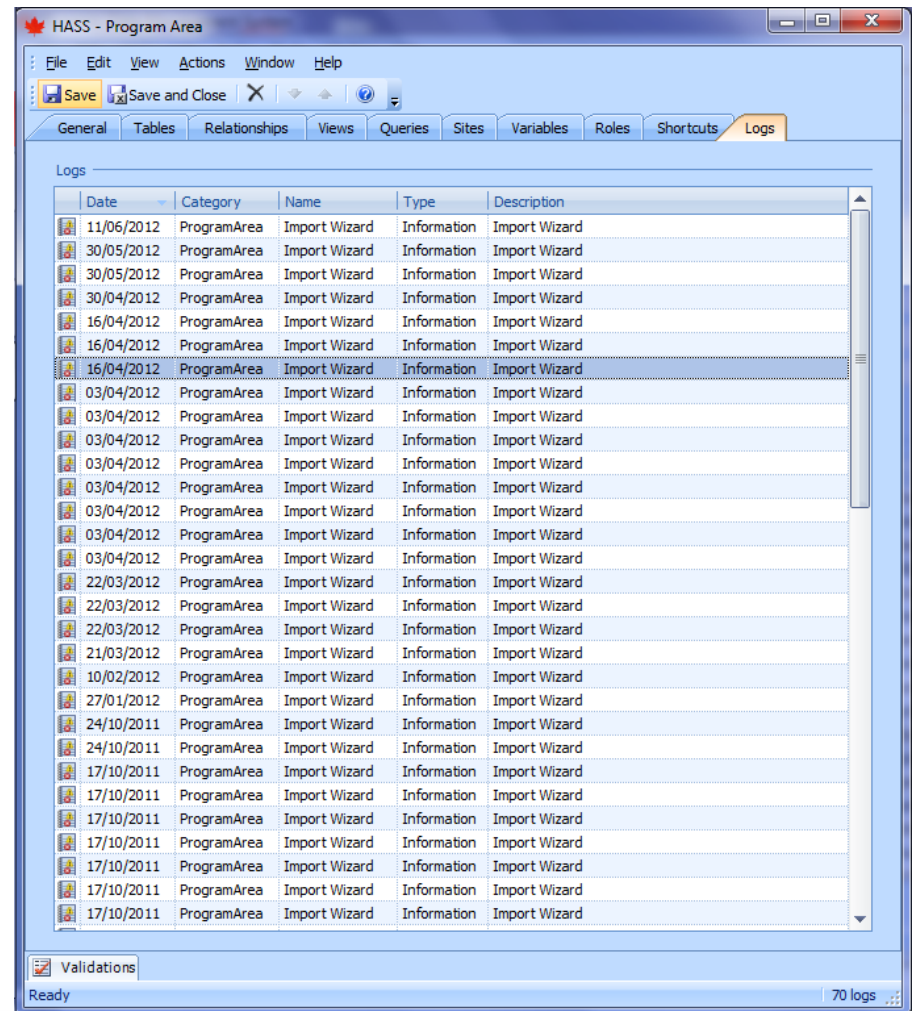 HASS - Program Area
File Edit View Actions Window Help
Save Save and Close
General Tables Relationships Views Queries Sites Variables Roles Shortcuts Logs
Logs
Date Category Name Type Description
11/06/2012 ProgramArea Import Wizard Information Import Wizard
30/05/2012 ProgramArea Import Wizard Information Import Wizard
30/05/2012 ProgramArea Import Wizard Information Import Wizard
30/04/2012 ProgramArea Import Wizard Information Import Wizard
16/04/2012 ProgramArea Import Wizard Information Import Wizard
16/04/2012 ProgramArea Import Wizard Information Import Wizard
16/04/2012 ProgramArea Import Wizard Information Import Wizard
03/04/2012 ProgramArea Import Wizard Information Import Wizard
03/04/2012 ProgramArea Import Wizard Information Import Wizard
03/04/2012 ProgramArea Import Wizard Information Import Wizard
03/04/2012 ProgramArea Import Wizard Information Import Wizard
03/04/2012 ProgramArea Import Wizard Information Import Wizard
03/04/2012 ProgramArea Import Wizard Information Import Wizard
03/04/2012 ProgramArea Import Wizard Information Import Wizard
03/04/2012 ProgramArea Import Wizard Information Import Wizard
22/03/2012 ProgramArea Import Wizard Information Import Wizard
22/03/2012 ProgramArea Import Wizard Information Import Wizard
22/03/2012 ProgramArea Import Wizard Information Import Wizard
21/03/2012 ProgramArea Import Wizard Information Import Wizard
10/02/2012 ProgramArea Import Wizard Information Import Wizard
27/01/2012 ProgramArea Import Wizard Information Import Wizard
24/10/2011 ProgramArea Import Wizard Information Import Wizard
24/10/2011 ProgramArea Import Wizard Information Import Wizard
17/10/2011 ProgramArea Import Wizard Information Import Wizard
17/10/2011 ProgramArea Import Wizard Information Import Wizard
17/10/2011 ProgramArea Import Wizard Information Import Wizard
17/10/2011 ProgramArea Import Wizard Information Import Wizard
17/10/2011 ProgramArea Import Wizard Information Import Wizard
17/10/2011 ProgramArea Import Wizard Information Import Wizard
17/10/2011 ProgramArea Import Wizard Information Import Wizard
Validations
Ready 70 logs